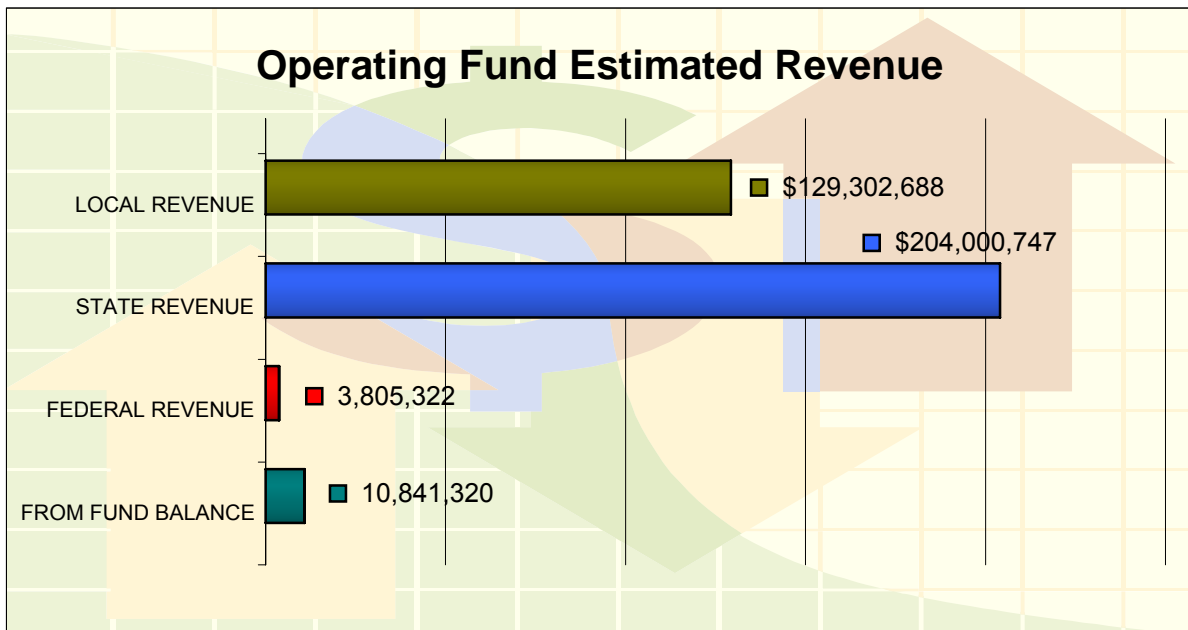 Operating Fund Estimated Revenue
LOCAL REVENUE
$129,302,688
$204,000,747
STATE REVENUE
FEDERAL REVENUE
3,805,322
FROM FUND BALANCE
10,841,320